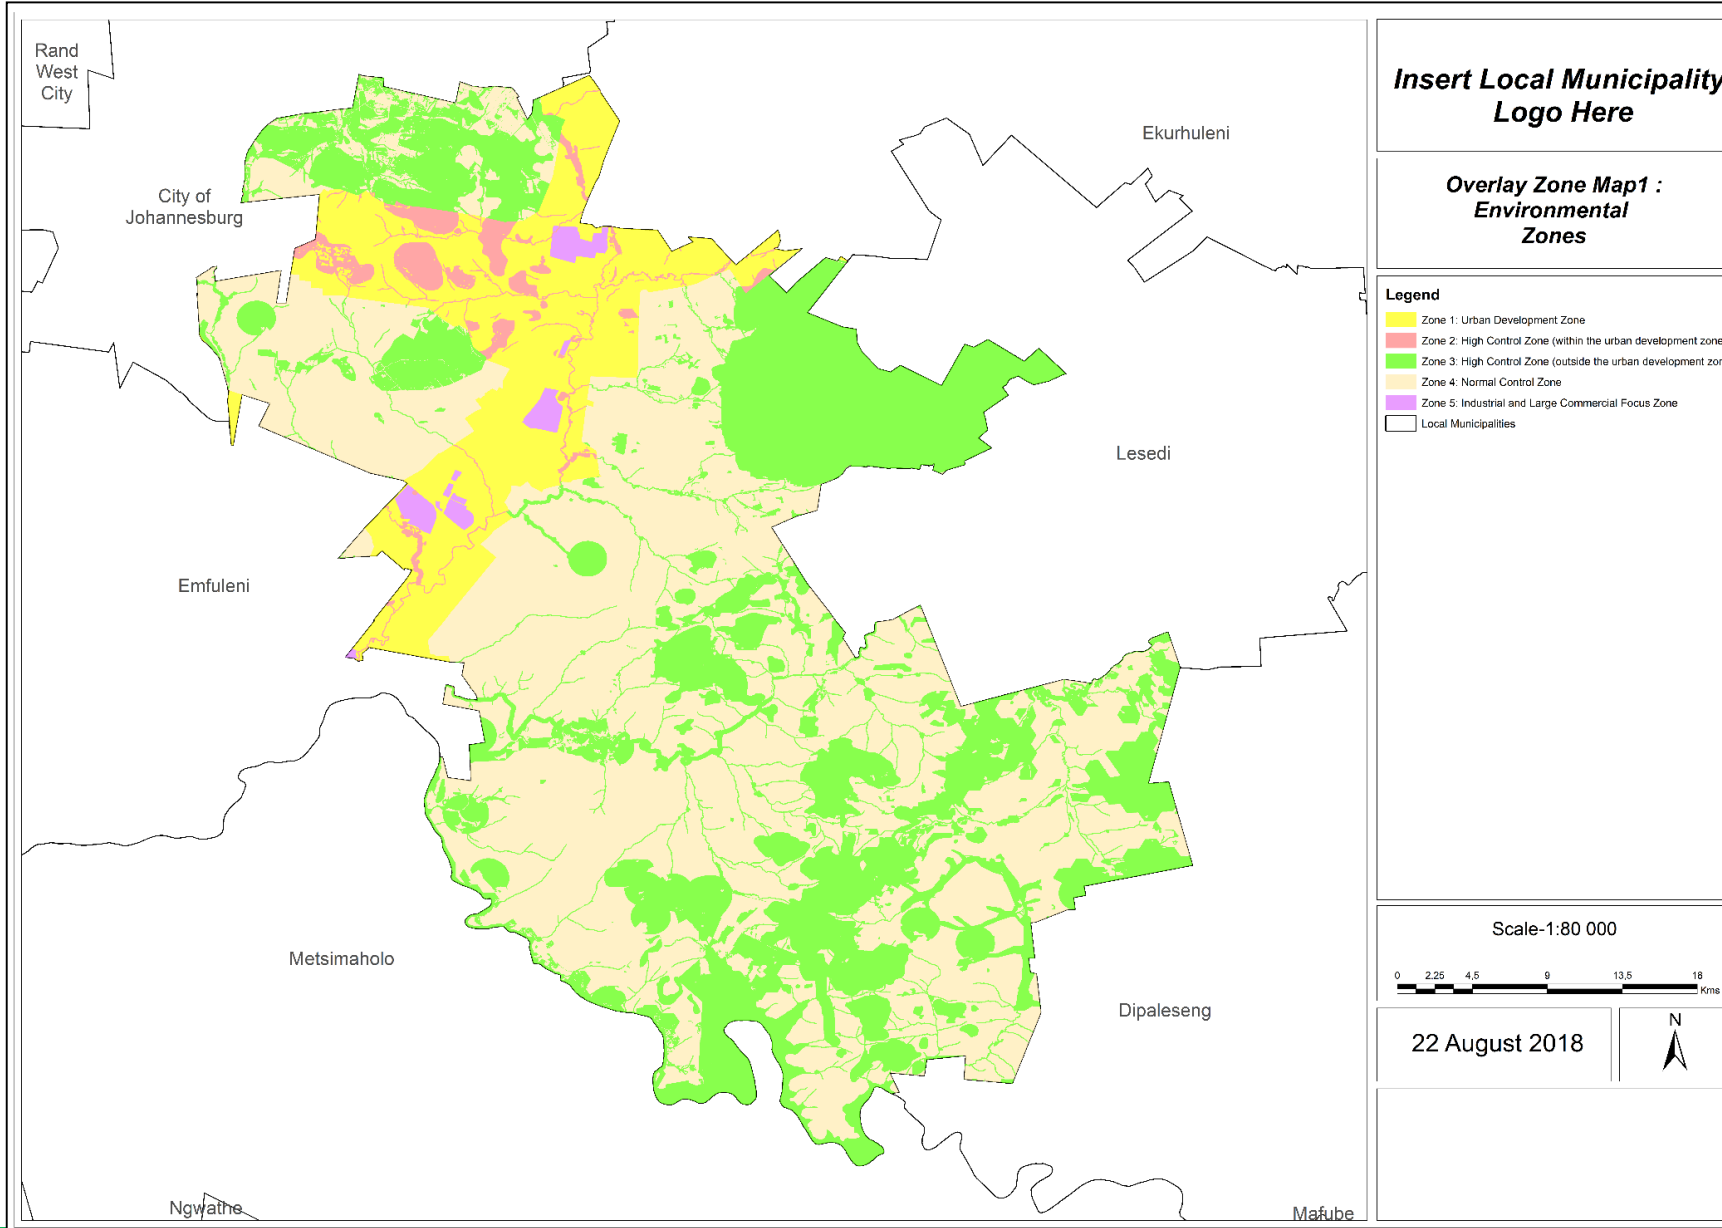 Rand
West
City
City of
Johannesburg
Ekurhuleni
Lesedi
Emfuleni
Metsimaholo
Dipaleseng
Ngwathe
Mafube
Insert Local Municipality
Logo Here
Overlay Zone Map1 :
Environmental
Zones
Legend
Zone 1: Urban Development Zone
Zone 2: High Control Zone (within the urban development zone
Zone 3: High Control Zone (outside the urban development zon
Zone 4: Normal Control Zone
Zone 5: Industrial and Large Commercial Focus Zone
Local Municipalities
Scale-1:80 000
0 2,25 4,5 9 13,5 18
Kms
22 August 2018
N